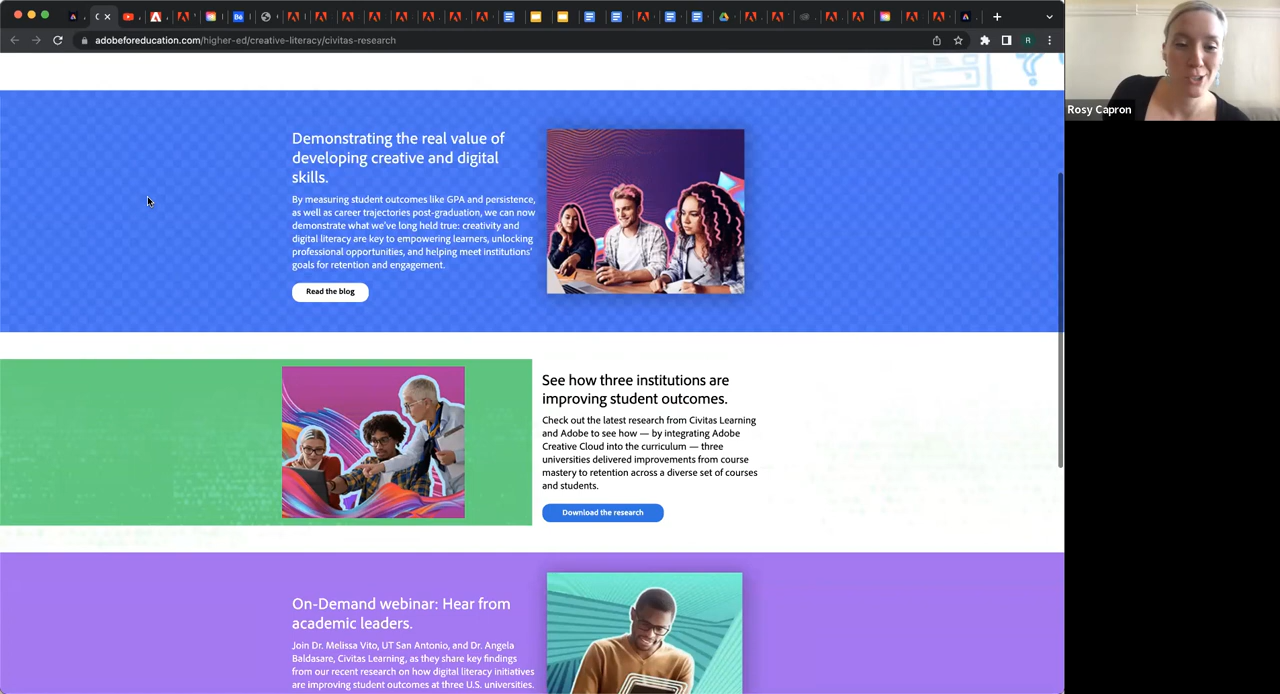 adobeforeducation.com/higher-ed/creative-literacy/civitas-research
R
Rosy Capron
Demonstrating the real value of
developing creative and digital
skills.
By measuring student outcomes like GPA and persistence,
as well as career trajectories post-graduation, we can now
demonstrate what we've long held true: creativity and
digital literacy are key to empowering learners, unlocking
professional opportunities, and helping meet institutions'
goals for retention and engagement.
Read the blog
See how three institutions are
improving student outcomes.
Check out the latest research from Civitas Learning
and Adobe to see how — by integrating Adobe
Creative Cloud into the curriculum — three
universities delivered improvements from course
mastery to retention across a diverse set of courses
and students.
Download the research
On-Demand webinar: Hear from
academic leaders.
Join Dr. Melissa Vito, UT San Antonio, and Dr. Angela
Baldasare, Civitas Learning, as they share key findings
from our recent research on how digital literacy initiatives
are improving student outcomes at three U.S. universities.